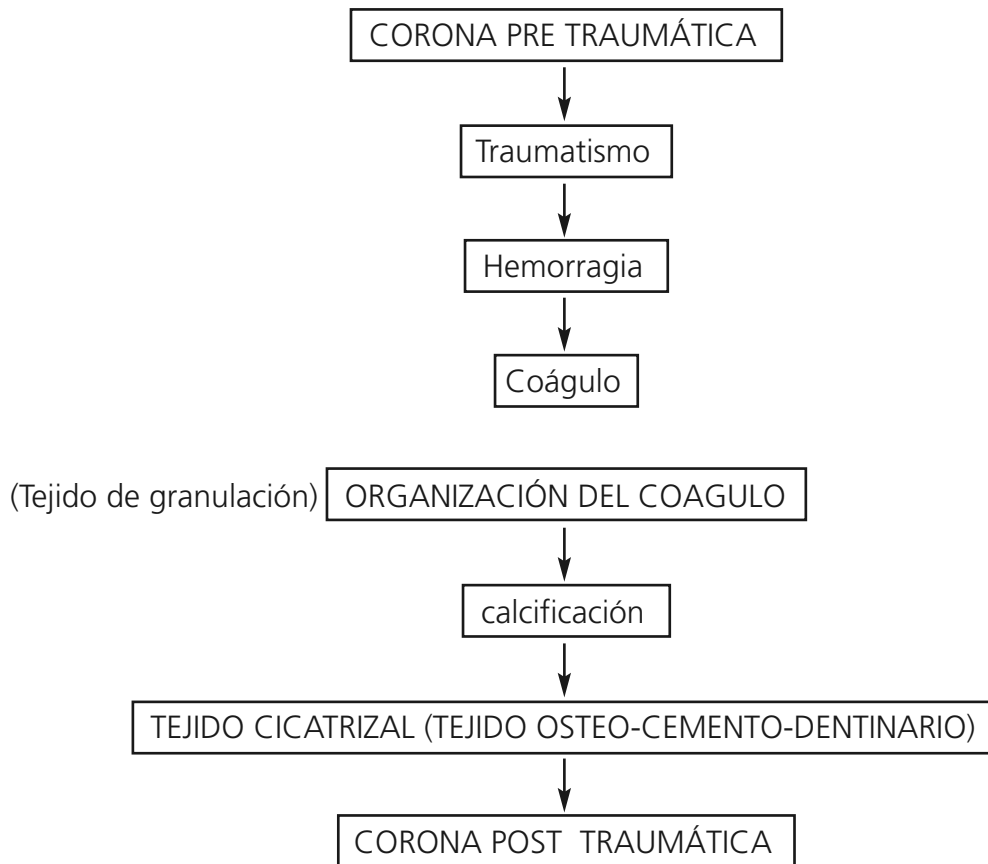 CORONA PRE TRAUMÁTICA
Traumatismo
Hemorragia
Coágulo
(Tejido de granulación) ORGANIZACIÓN DEL COAGULO
calcificación
TEJIDO CICATRIZAL (TEJIDO OSTEO-CEMENTO-DENTINARIO)
CORONA POST TRAUMÁTICA